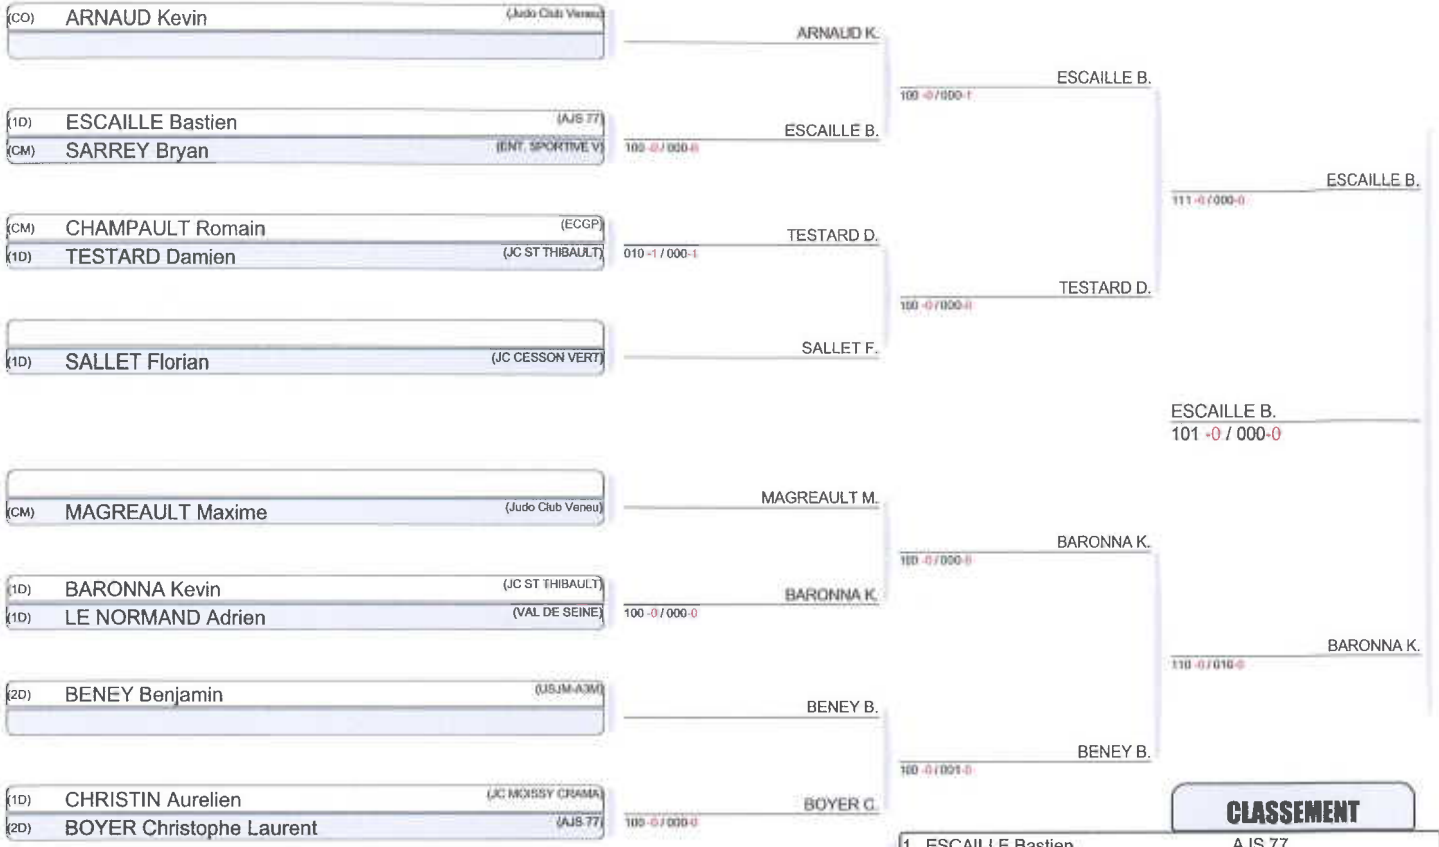 (CO) ARNAUD Kevin (Judo Club Veneu)
(1D) ESCAILLE Bastien (AJS 77)
(CM) SARREY Bryan (ENT. SPORTIVE V)
(CM) CHAMPAULT Romain (ECGP)
(1D) TESTARD Damien (JC ST THIBAULT)
(1D) SALLET Florian (JC CESSON VERT)
(CM) MAGREAULT Maxime (Judo Club Veneu)
(1D) BARONNA Kevin (JC ST THIBAULT)
(1D) LE NORMAND Adrien (VAL DE SEINE)
(2D) BENEY Benjamin (USJM-A3M)
(1D) CHRISTIN Aurelien (JC MOISSY CRAMA)
(2D) BOYER Christophe Laurent (AJS 77)
ARNAUD K.
ESCAILLE B.
100 -0 / 000-0
TESTARD D.
010 -1 / 000-1
SALLET F.
MAGREAULT M.
BARONNA K.
100 -0 / 000-0
BENEY B.
BOYER C.
100 -0 / 000-0
ESCAILLE B.
100 -0 / 000-1
TESTARD D.
100 -0 / 000-0
BARONNA K.
100 -0 / 000-0
BENEY B.
100 -0 / 001-0
ESCAILLE B.
111 -0 / 000-0
BARONNA K.
110 -0 / 010-0
ESCAILLE B.
101 -0 / 000-0
CLASSEMENT
1 ESCAILLE Bastien AJS 77